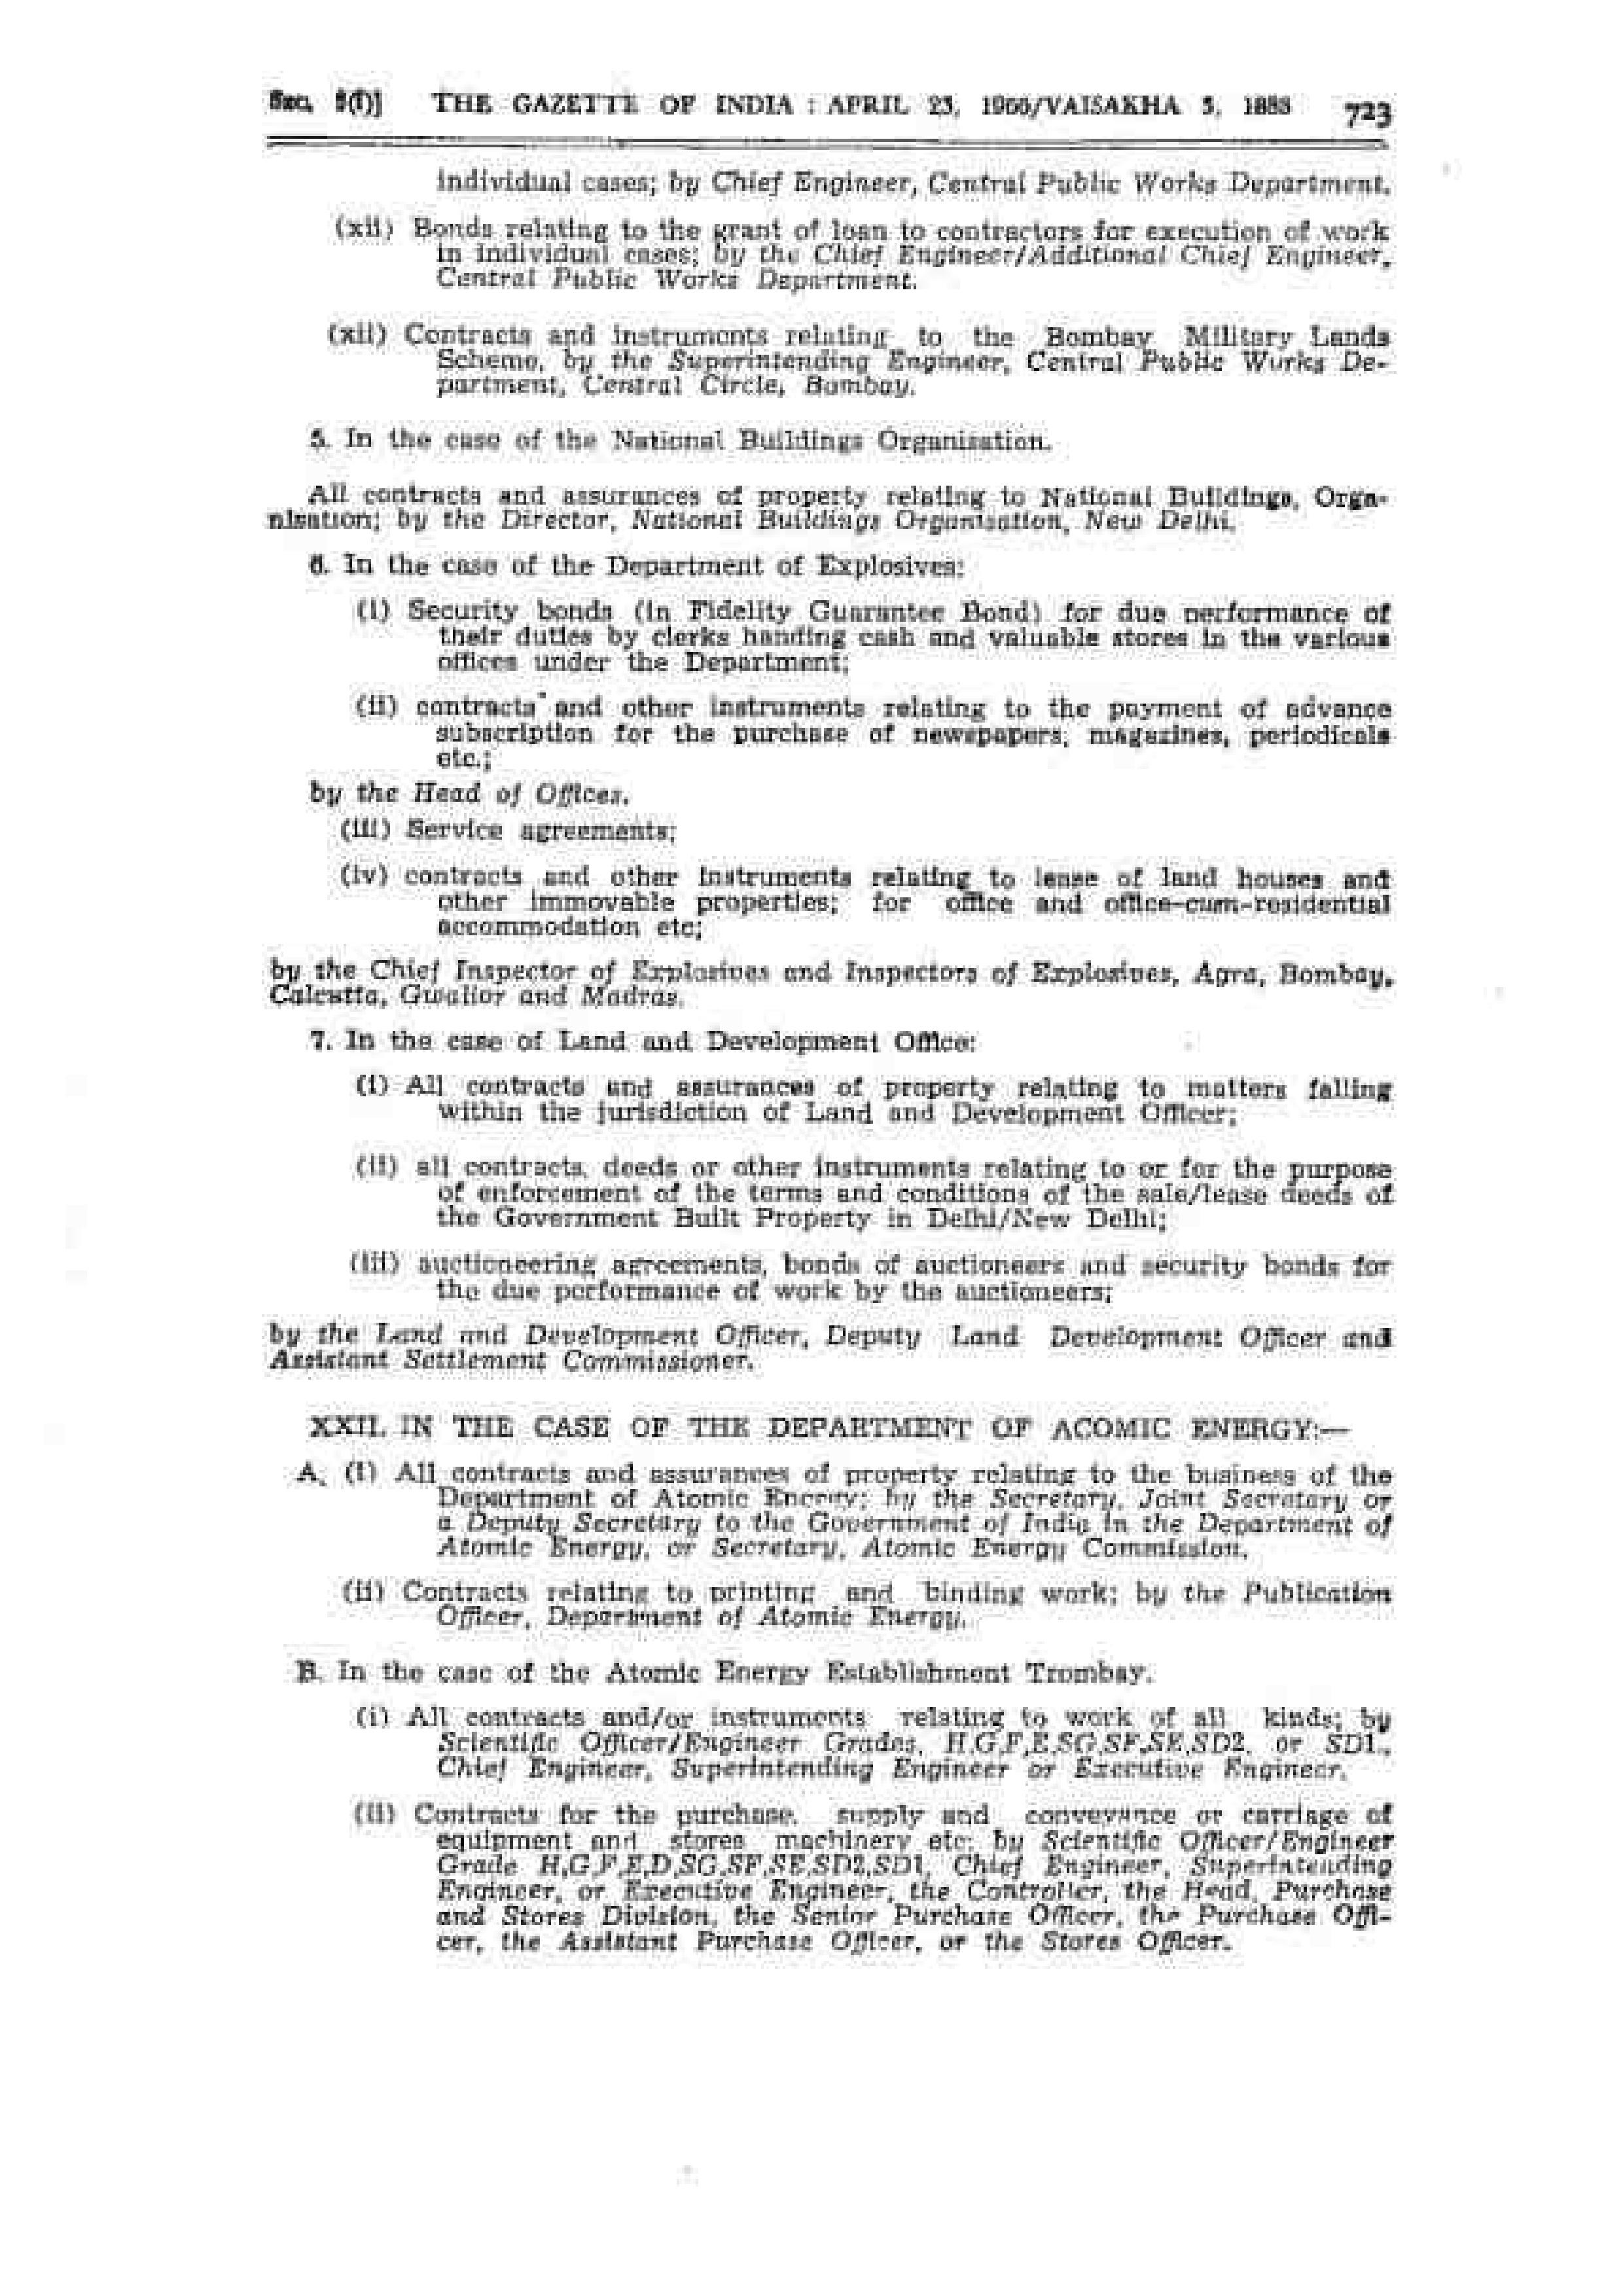 Sec. 3(i)] THE GAZETTE OF INDIA : APRIL 23, 1966/VAISAKHA 3, 1888 723
individual cases; by Chief Engineer, Central Public Works Department.
(xii) Bonds relating to the grant of loan to contractors for execution of work
in individual cases; by the Chief Engineer/Additional Chief Engineer,
Central Public Works Department.
(xii) Contracts and instruments relating to the Bombay Military Lands
Scheme, by the Superintending Engineer, Central Public Works De-
partment, Central Circle, Bombay.
5. In the case of the National Buildings Organisation.
All contracts and assurances of property relating to National Buildings, Orga-
nisation; by the Director, National Buildings Organisation, New Delhi.
6. In the case of the Department of Explosives:
(i) Security bonds (in Fidelity Guarantee Bond) for due performance of
their duties by clerks handing cash and valuable stores in the various
offices under the Department;
(ii) contracts and other instruments relating to the payment of advance
subscription for the purchase of newspapers, magazines, periodicals
etc.;
by the Head of Offices.
(iii) Service agreements;
(iv) contracts and other instruments relating to lease of land houses and
other immovable properties; for office and office-cum-residential
accommodation etc;
by the Chief Inspector of Explosives and Inspectors of Explosives, Agra, Bombay,
Calcutta, Gwalior and Madras.
7. In the case of Land and Development Office:
(i) All contracts and assurances of property relating to matters falling
within the jurisdiction of Land and Development Officer;
(ii) all contracts, deeds or other instruments relating to or for the purpose
of enforcement of the terms and conditions of the sale/lease deeds of
the Government Built Property in Delhi/New Delhi;
(iii) auctioneering agreements, bonds of auctioneers and security bonds for
the due performance of work by the auctioneers;
by the Land and Development Officer, Deputy Land Development Officer and
Assistant Settlement Commissioner.
XXII. IN THE CASE OF THE DEPARTMENT OF ACOMIC ENERGY:—
A. (i) All contracts and assurances of property relating to the business of the
Department of Atomic Energy; by the Secretary, Joint Secretary or
a Deputy Secretary to the Government of India in the Department of
Atomic Energy, or Secretary, Atomic Energy Commission.
(ii) Contracts relating to printing and binding work; by the Publication
Officer, Department of Atomic Energy.
B. In the case of the Atomic Energy Establishment Trombay.
(i) All contracts and/or instruments relating to work of all kinds; by
Scientific Officer/Engineer Grades, H,G,F,E,SG,SF,SE,SD2, or SD1.,
Chief Engineer, Superintending Engineer or Executive Engineer.
(ii) Contracts for the purchase, supply and conveyance or carriage of
equipment and stores machinery etc; by Scientific Officer/Engineer
Grade H,G,F,E,D,SG,SF,SE,SD2,SD1, Chief Engineer, Superintending
Engineer, or Executive Engineer, the Controller, the Head, Purchase
and Stores Division, the Senior Purchase Officer, the Purchase Offi-
cer, the Assistant Purchase Officer, or the Stores Officer.